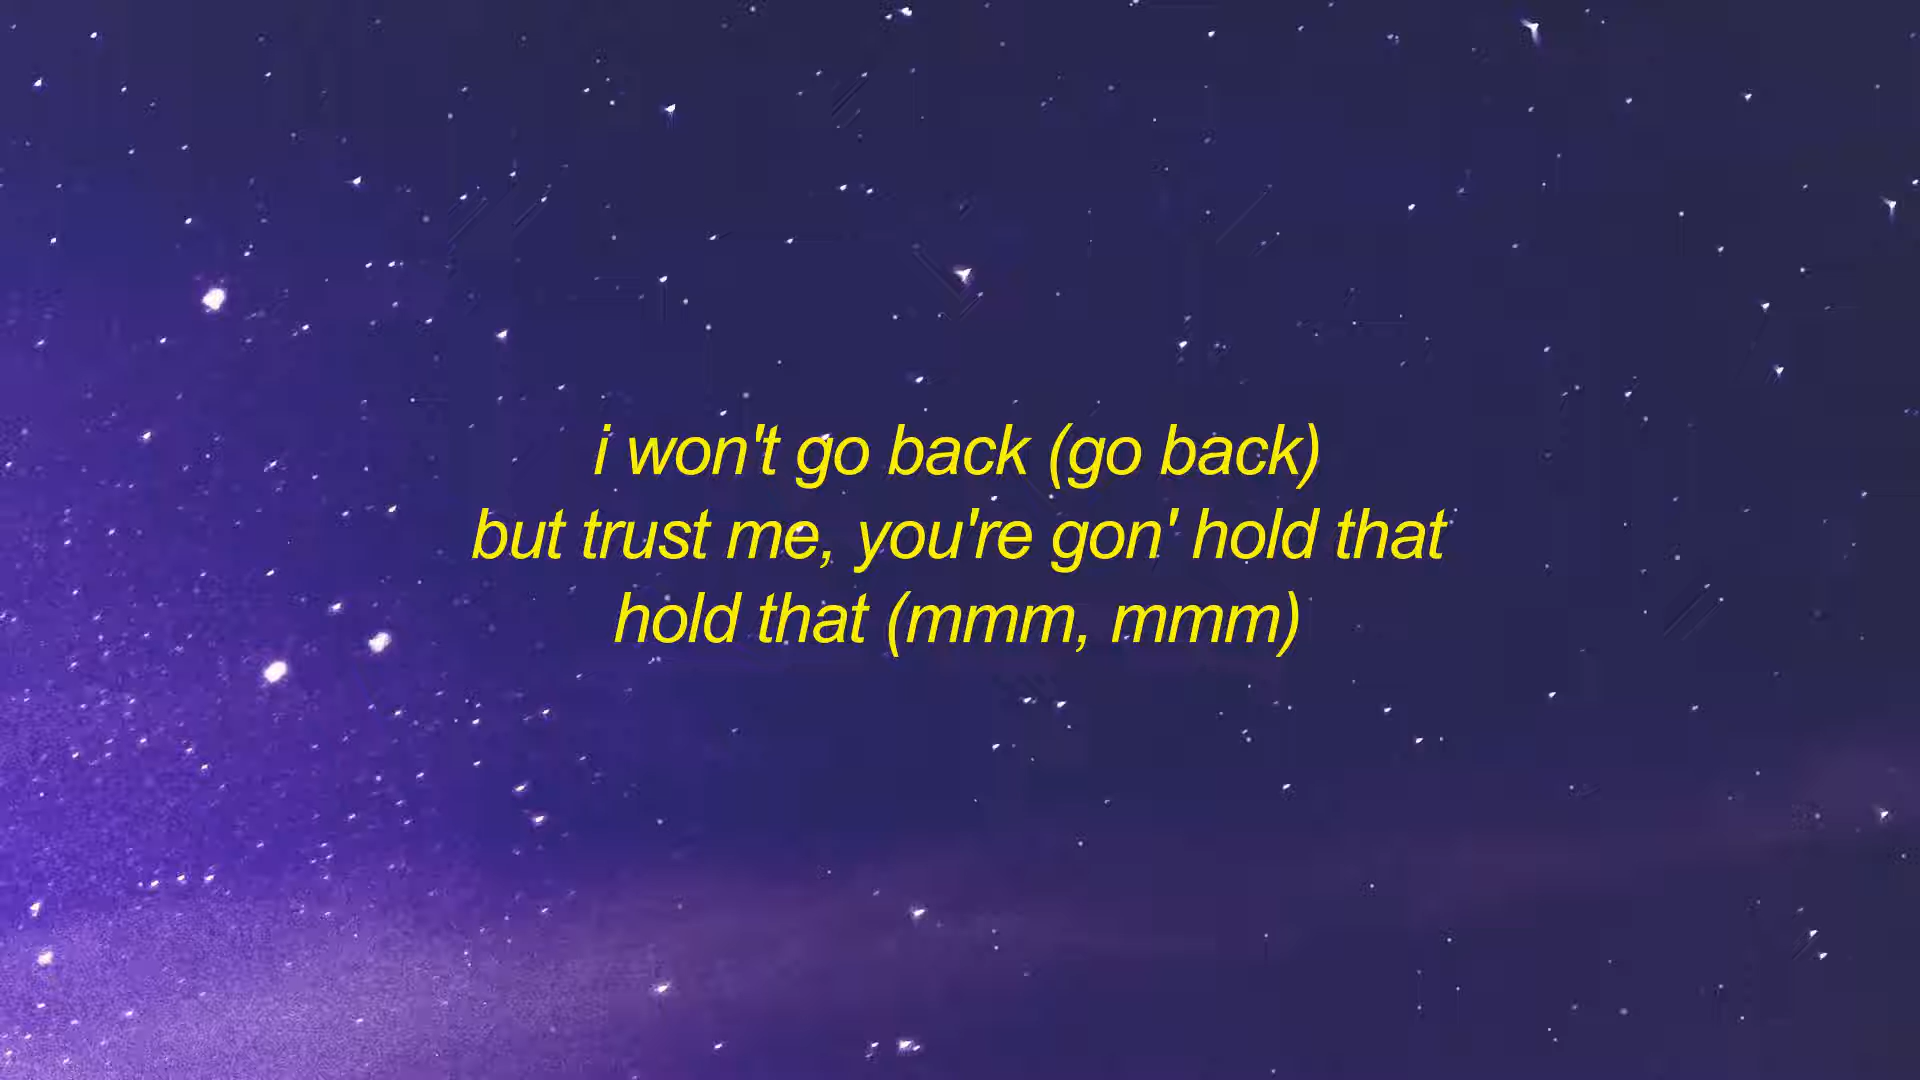 i won't go back (go back)
but trust me, you're gon' hold that
hold that (mmm, mmm)